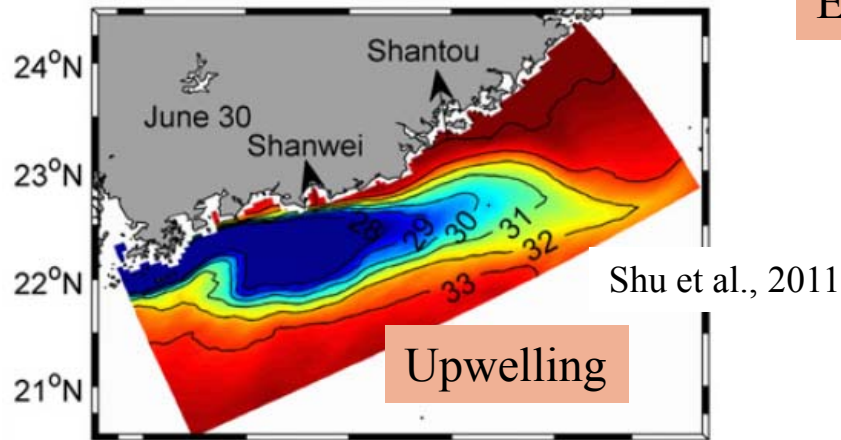 E
24°N
Shantou
June 30
Shanwei
23°N
28
29
30
31
32
22°N
33
Shu et al., 2011
Upwelling
21°N